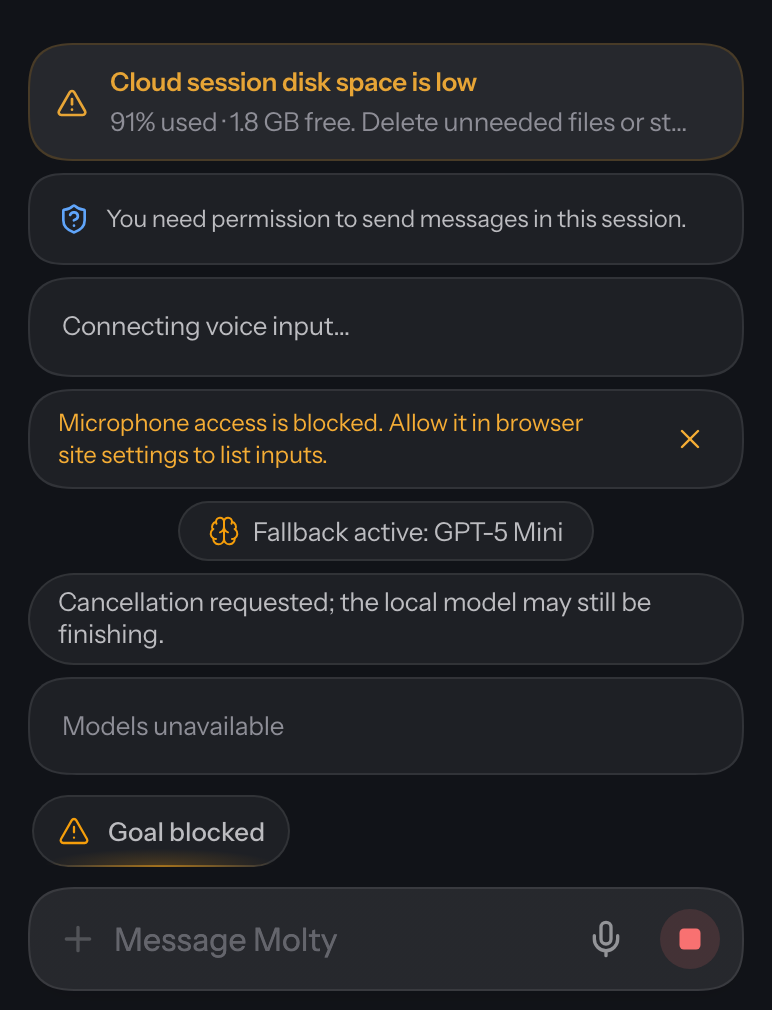 Cloud session disk space is low
91% used · 1.8 GB free. Delete unneeded files or st...
You need permission to send messages in this session.
Connecting voice input...
Microphone access is blocked. Allow it in browser
site settings to list inputs.
Fallback active: GPT-5 Mini
Cancellation requested; the local model may still be
finishing.
Models unavailable
Goal blocked
Message Molty